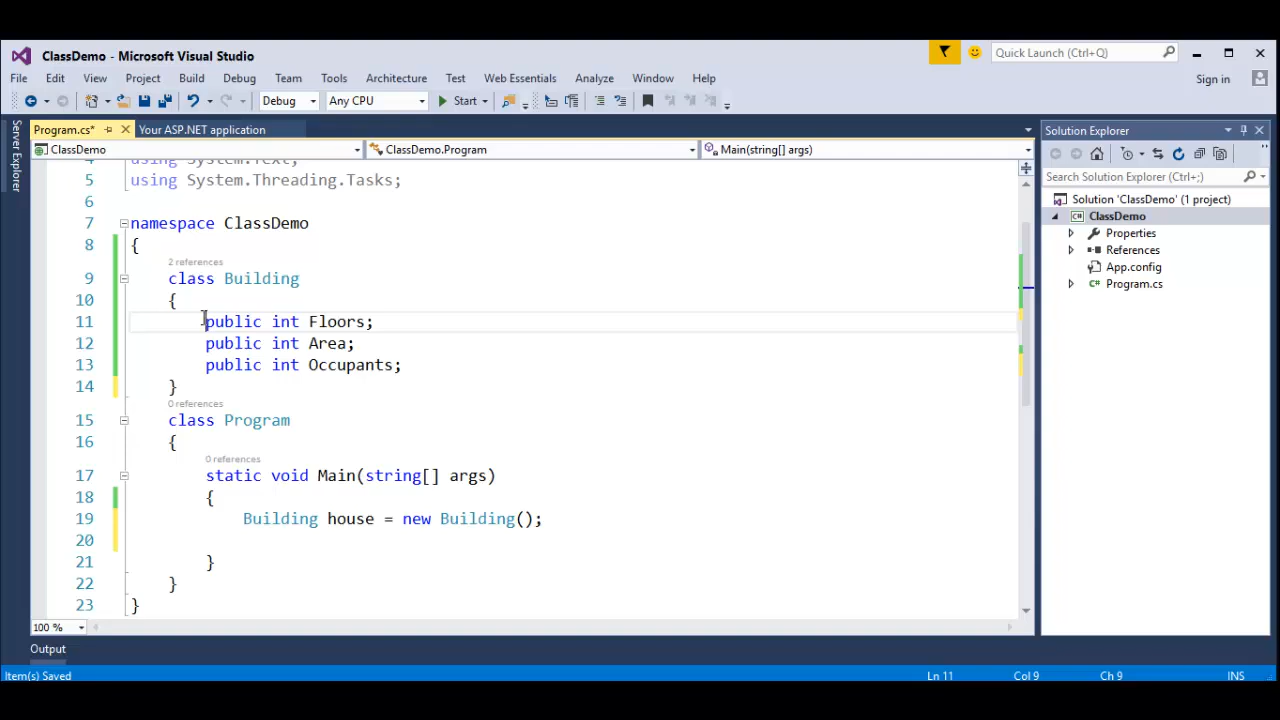 ClassDemo - Microsoft Visual Studio
Quick Launch (Ctrl+Q)
File Edit View Project Build Debug Team Tools Architecture Test Web Essentials Analyze Window Help
Sign in
Debug Any CPU Start
Server Explorer
Program.cs* Your ASP.NET application
ClassDemo ClassDemo.Program Main(string[] args)
4 using System.Text;
5 using System.Threading.Tasks;
6
7 namespace ClassDemo
8 {
2 references
9 class Building
10 {
11 public int Floors;
12 public int Area;
13 public int Occupants;
14 }
0 references
15 class Program
16 {
0 references
17 static void Main(string[] args)
18 {
19 Building house = new Building();
20
21 }
22 }
23 }
100 %
Solution Explorer
Search Solution Explorer (Ctrl+;)
Solution 'ClassDemo' (1 project)
C# ClassDemo
Properties
References
App.config
C# Program.cs
Output
Item(s) Saved Ln 11 Col 9 Ch 9 INS